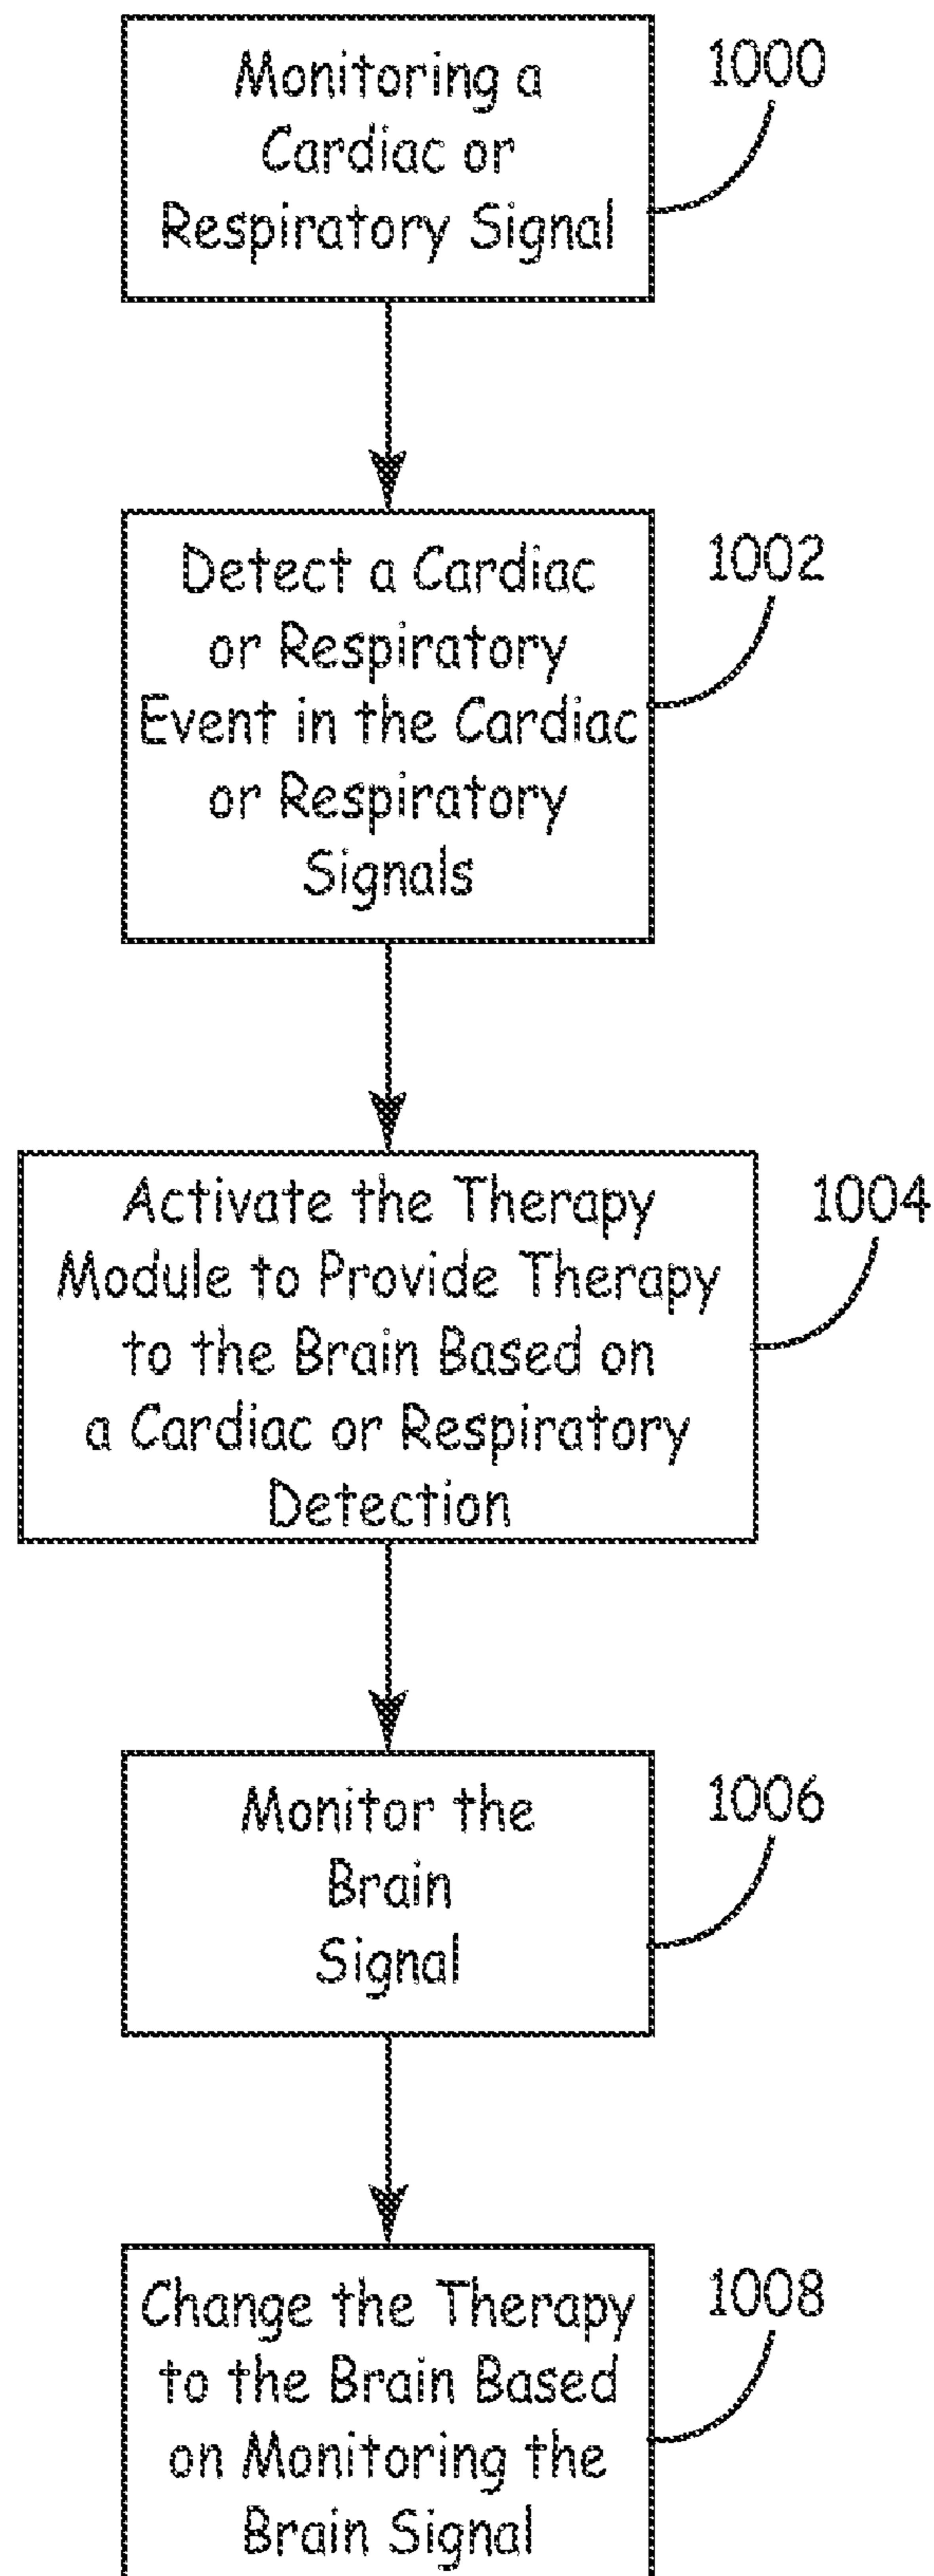 Monitoring a
Cardiac or
Respiratory Signal
1000
Detect a Cardiac
or Respiratory
Event in the Cardiac
or Respiratory
Signals
1002
Activate the Therapy
Module to Provide Therapy
to the Brain Based on
a Cardiac or Respiratory
Detection
1004
Monitor the
Brain
Signal
1006
Change the Therapy
to the Brain Based
on Monitoring the
Brain Signal
1008